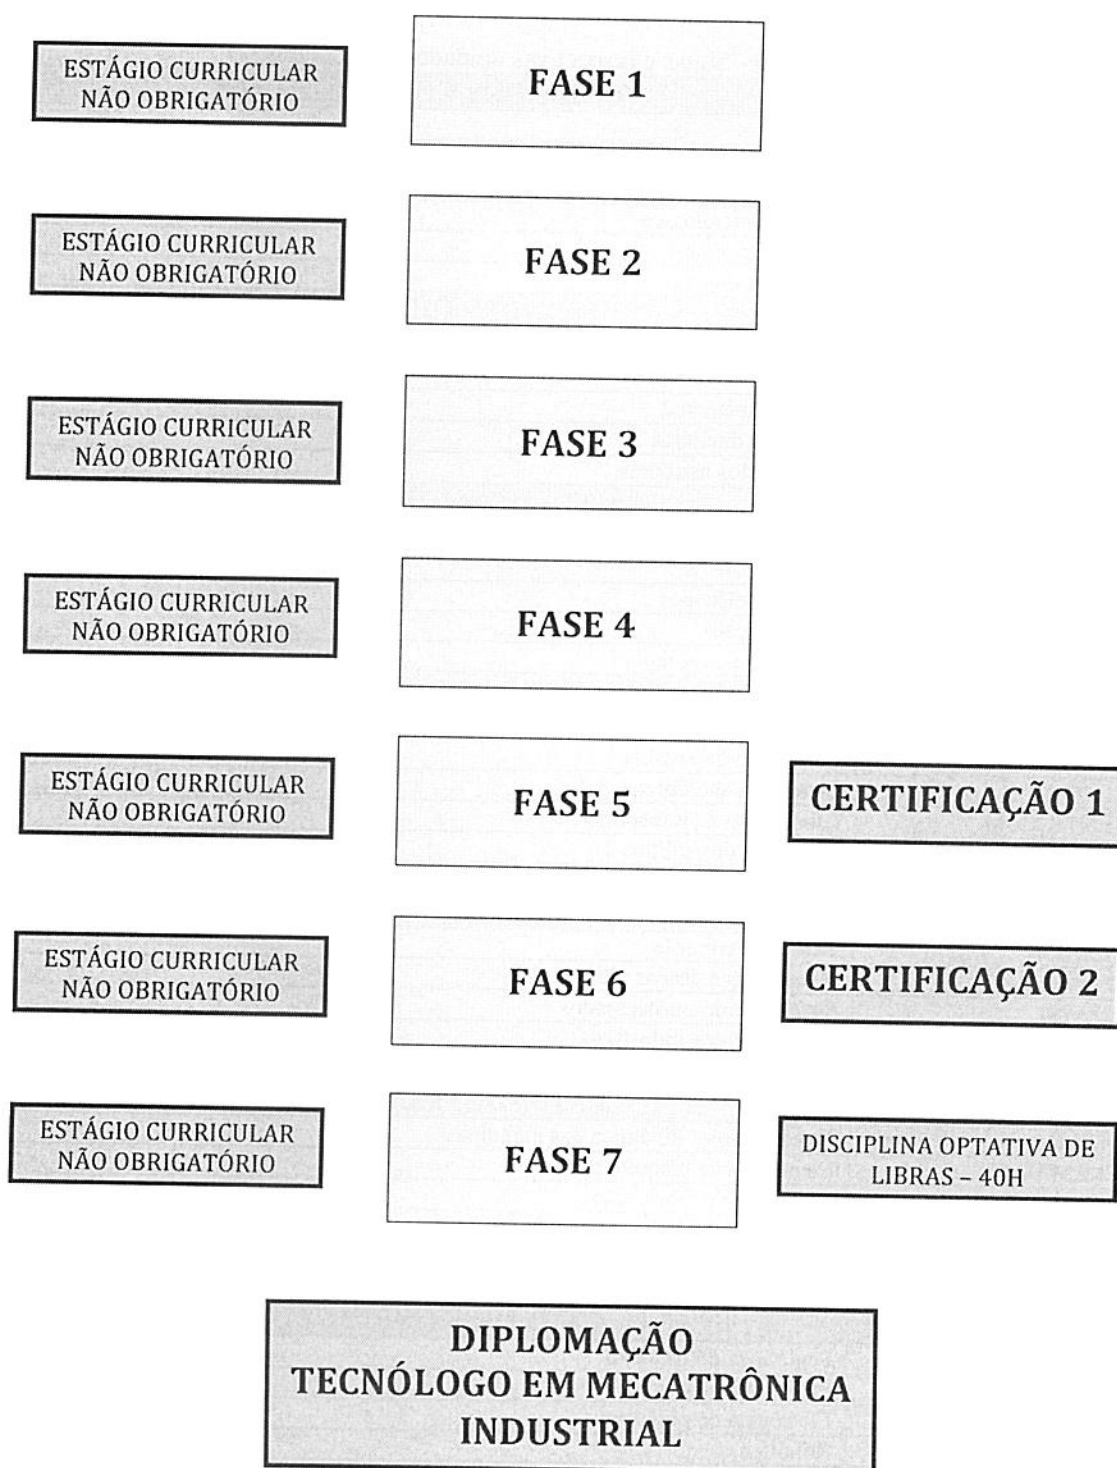 ESTÁGIO CURRICULAR
NÃO OBRIGATÓRIO
FASE 1
ESTÁGIO CURRICULAR
NÃO OBRIGATÓRIO
FASE 2
ESTÁGIO CURRICULAR
NÃO OBRIGATÓRIO
FASE 3
ESTÁGIO CURRICULAR
NÃO OBRIGATÓRIO
FASE 4
ESTÁGIO CURRICULAR
NÃO OBRIGATÓRIO
FASE 5
CERTIFICAÇÃO 1
ESTÁGIO CURRICULAR
NÃO OBRIGATÓRIO
FASE 6
CERTIFICAÇÃO 2
ESTÁGIO CURRICULAR
NÃO OBRIGATÓRIO
FASE 7
DISCIPLINA OPTATIVA DE
LIBRAS – 40H
DIPLOMAÇÃO
TECNÓLOGO EM MECATRÔNICA
INDUSTRIAL